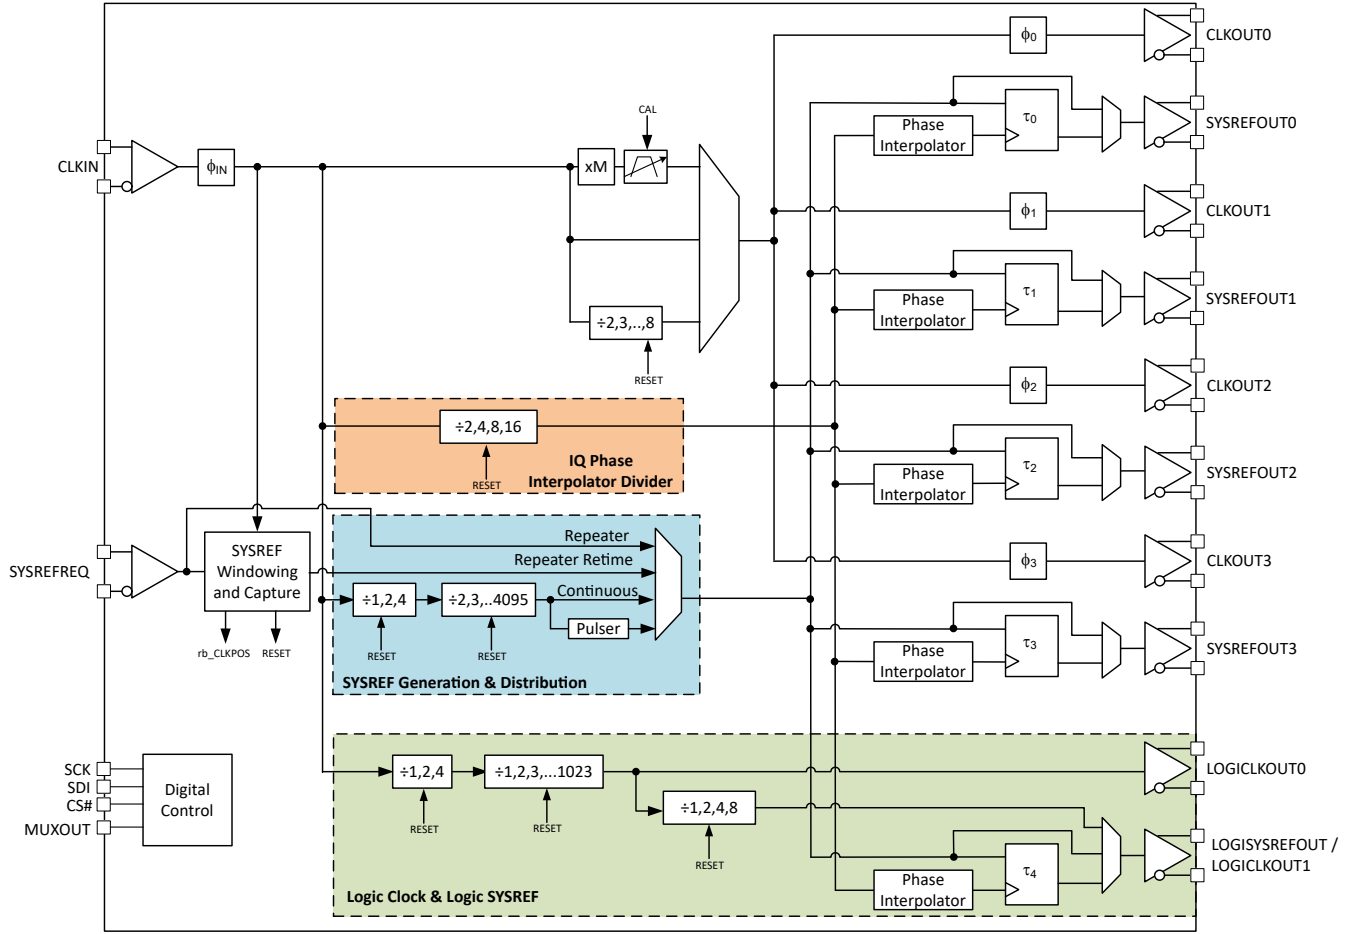 CLKOUT0
SYSREFOUT0
CLKOUT1
SYSREFOUT1
CLKOUT2
SYSREFOUT2
CLKOUT3
SYSREFOUT3
LOGICLKOUT0
LOGISYSREFOUT /
LOGICLKOUT1
CLKIN
ϕIN
CAL
xM
÷2,3,..,8
RESET
÷2,4,8,16
RESET
IQ Phase
Interpolator Divider
SYSREFREQ
SYSREF
Windowing
and Capture
rb_CLKPOS
RESET
Repeater
Repeater Retime
Continuous
÷1,2,4
÷2,3,..4095
Pulser
RESET
RESET
SYSREF Generation & Distribution
SCK
SDI
CS#
MUXOUT
Digital
Control
÷1,2,4
÷1,2,3,...1023
÷1,2,4,8
RESET
RESET
RESET
Logic Clock & Logic SYSREF
ϕ0
Phase
Interpolator
τ0
ϕ1
Phase
Interpolator
τ1
ϕ2
Phase
Interpolator
τ2
ϕ3
Phase
Interpolator
τ3
Phase
Interpolator
τ4